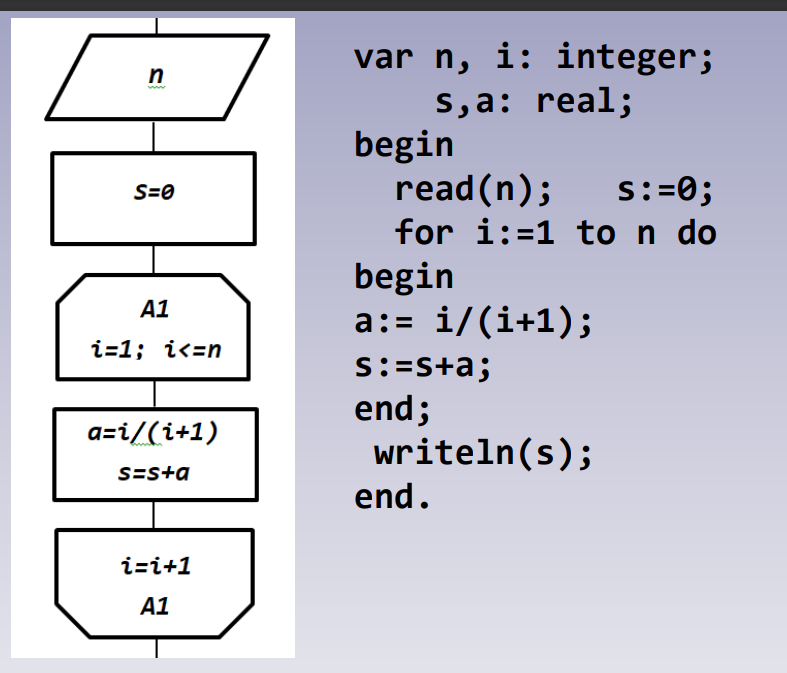 n
S=0
A1
i=1; i<=n
a=i/(i+1)
s=s+a
i=i+1
A1
var n, i: integer;
s,a: real;
begin
read(n); s:=0;
for i:=1 to n do
begin
a:= i/(i+1);
s:=s+a;
end;
writeln(s);
end.